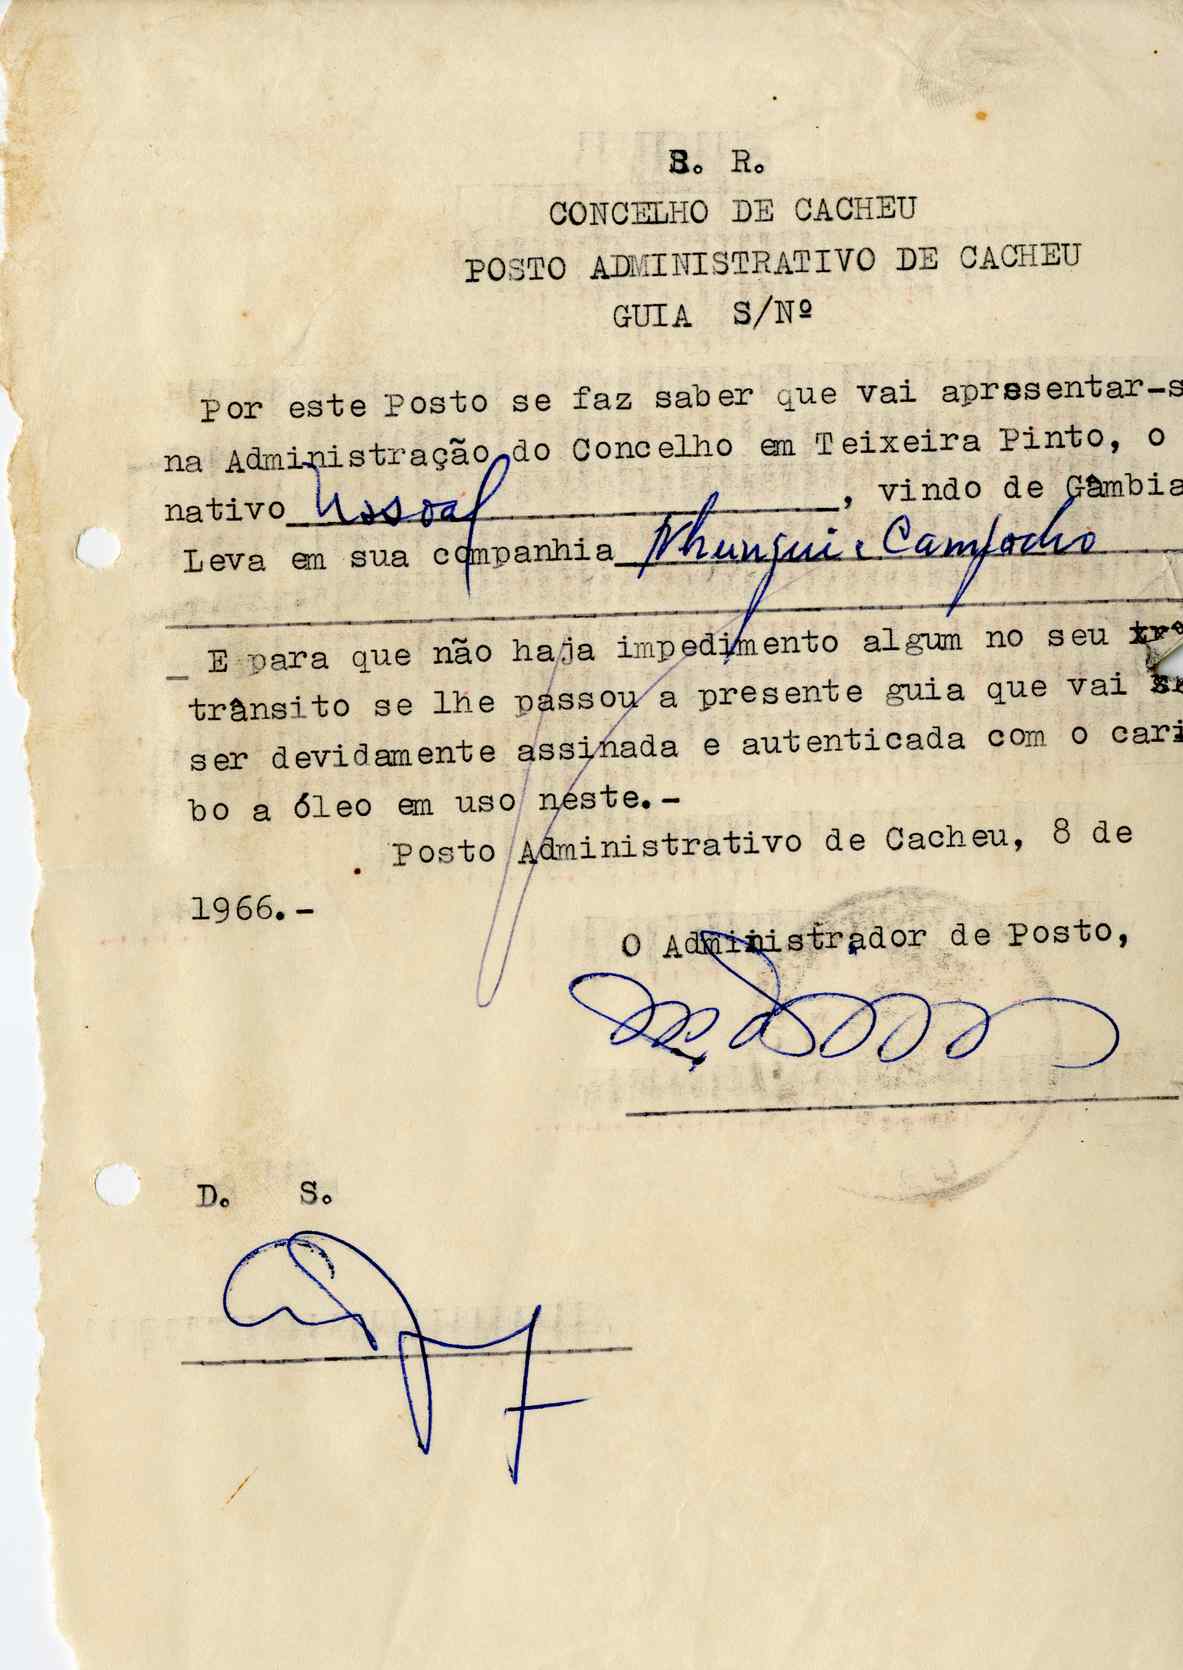 S. R.
CONCELHO DE CACHEU
POSTO ADMINISTRATIVO DE CACHEU
GUIA S/Nº
Por este Posto se faz saber que vai apresentar-s
na Administração do Concelho em Teixeira Pinto, o
nativo , vindo de Gâmbia
Leva em sua companhia Nhungui e Campocho
E para que não haja impedimento algum no seu
trânsito se lhe passou a presente guia que vai
ser devidamente assinada e autenticada com o cari
bo a óleo em uso neste.-
Posto Administrativo de Cacheu, 8 de
1966.-
O Administrador de Posto,
D. S.